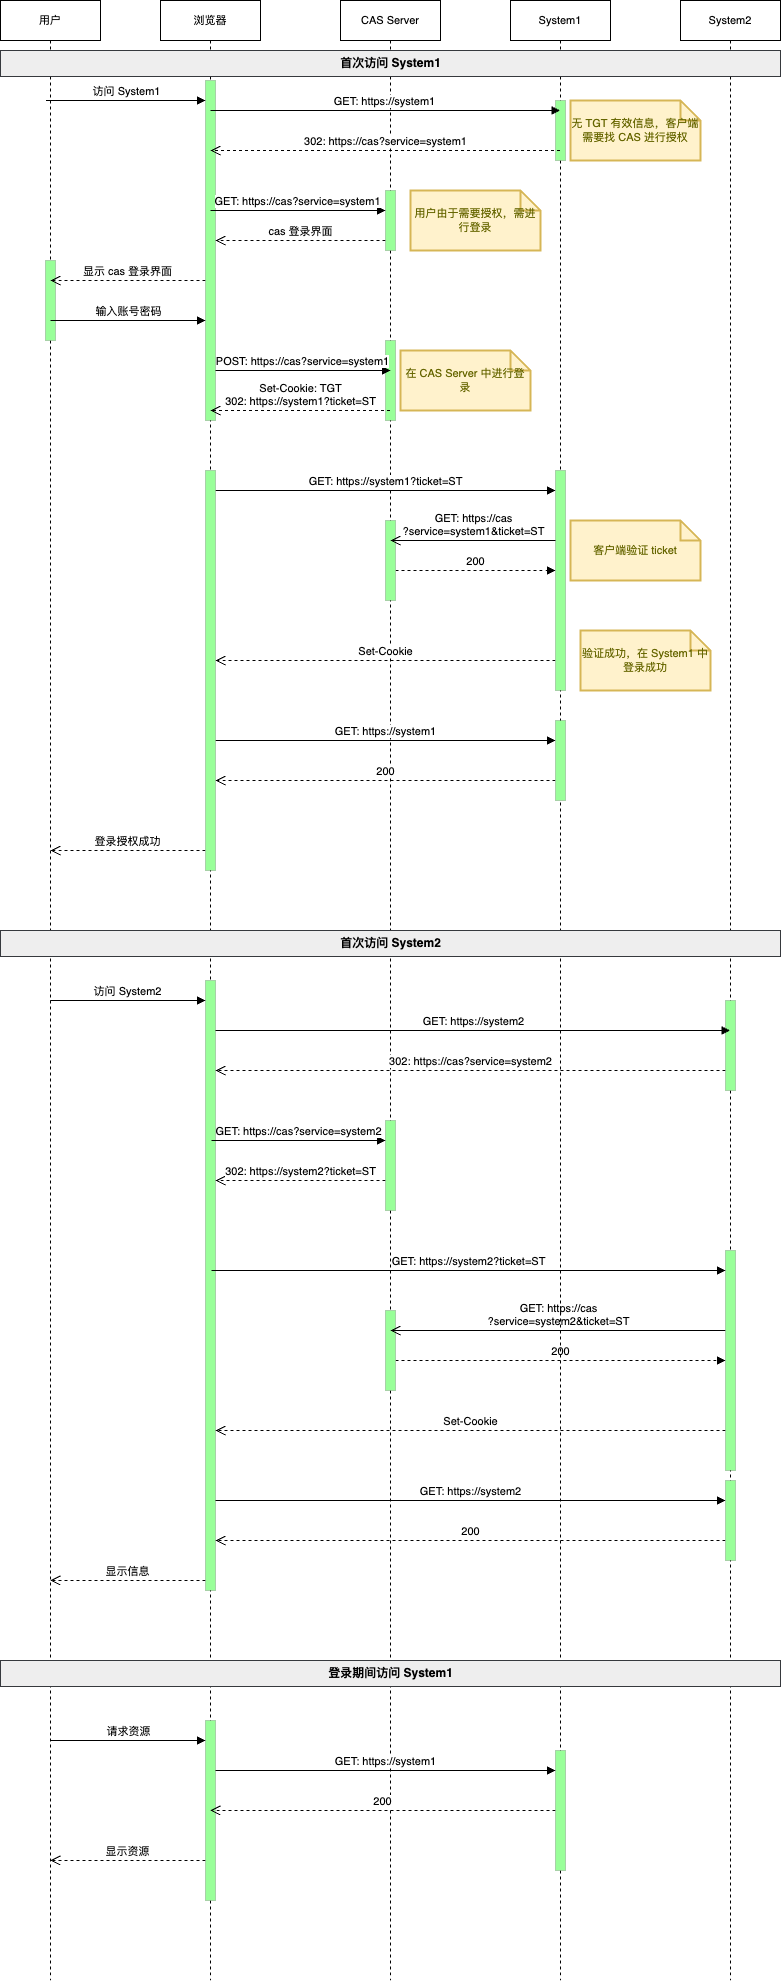 用户
浏览器
CAS Server
System1
System2
首次访问 System1
访问 System1
GET: https://system1
无 TGT 有效信息，客户端
需要找 CAS 进行授权
302: https://cas?service=system1
GET: https://cas?service=system1
用户由于需要授权，需进
行登录
cas 登录界面
显示 cas 登录界面
输入账号密码
POST: https://cas?service=system1
在 CAS Server 中进行登
录
Set-Cookie: TGT
302: https://system1?ticket=ST
GET: https://system1?ticket=ST
GET: https://cas
?service=system1&ticket=ST
客户端验证 ticket
200
Set-Cookie
验证成功，在 System1 中
登录成功
GET: https://system1
200
登录授权成功
首次访问 System2
访问 System2
GET: https://system2
302: https://cas?service=system2
GET: https://cas?service=system2
302: https://system2?ticket=ST
GET: https://system2?ticket=ST
GET: https://cas
?service=system2&ticket=ST
200
Set-Cookie
GET: https://system2
200
显示信息
登录期间访问 System1
请求资源
GET: https://system1
200
显示资源